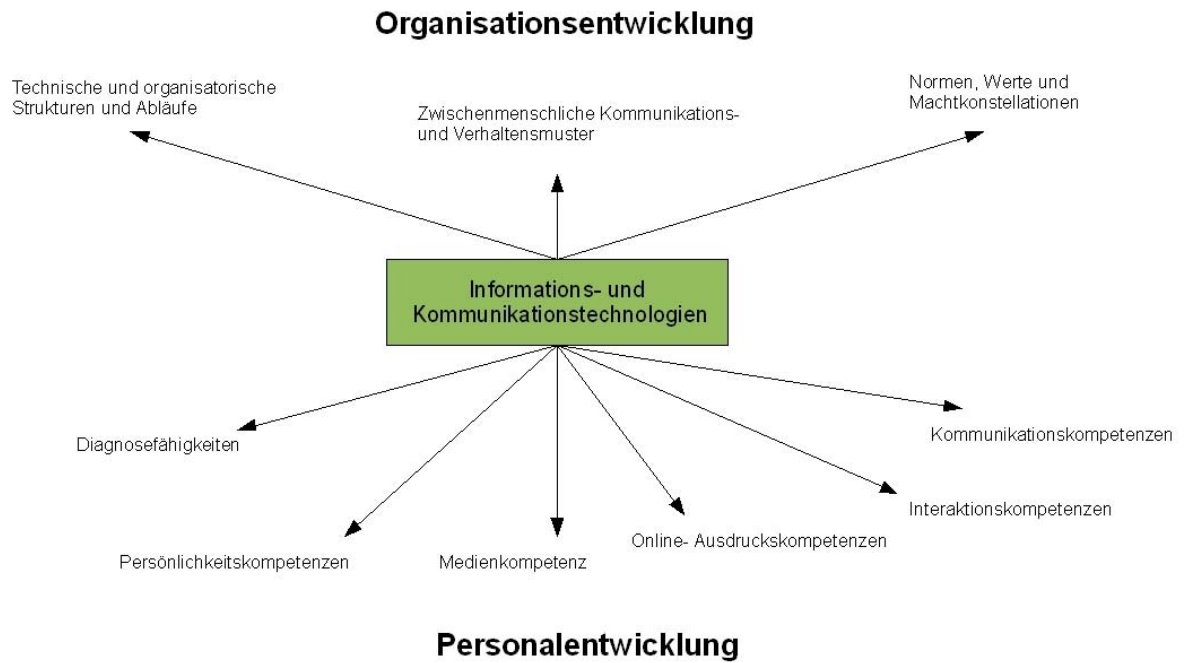 Organisationsentwicklung
Technische und organisatorische
Strukturen und Abläufe
Zwischenmenschliche Kommunikations-
und Verhaltensmuster
Normen, Werte und
Machtkonstellationen
Informations- und
Kommunikationstechnologien
Diagnosefähigkeiten
Persönlichkeitskompetenzen
Medienkompetenz
Online- Ausdruckskompetenzen
Interaktionskompetenzen
Kommunikationskompetenzen
Personalentwicklung